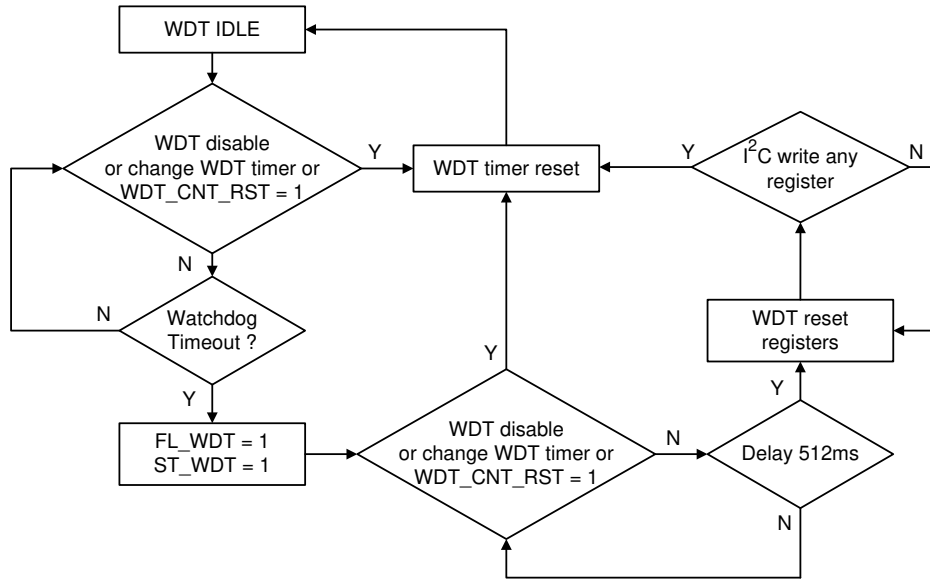 WDT IDLE
WDT disable
or change WDT timer or
WDT_CNT_RST = 1
Y
WDT timer reset
Y
I²C write any
register
N
N
Watchdog
Timeout ?
N
Y
FL_WDT = 1
ST_WDT = 1
Y
WDT disable
or change WDT timer or
WDT_CNT_RST = 1
N
WDT reset
registers
Y
Delay 512ms
N